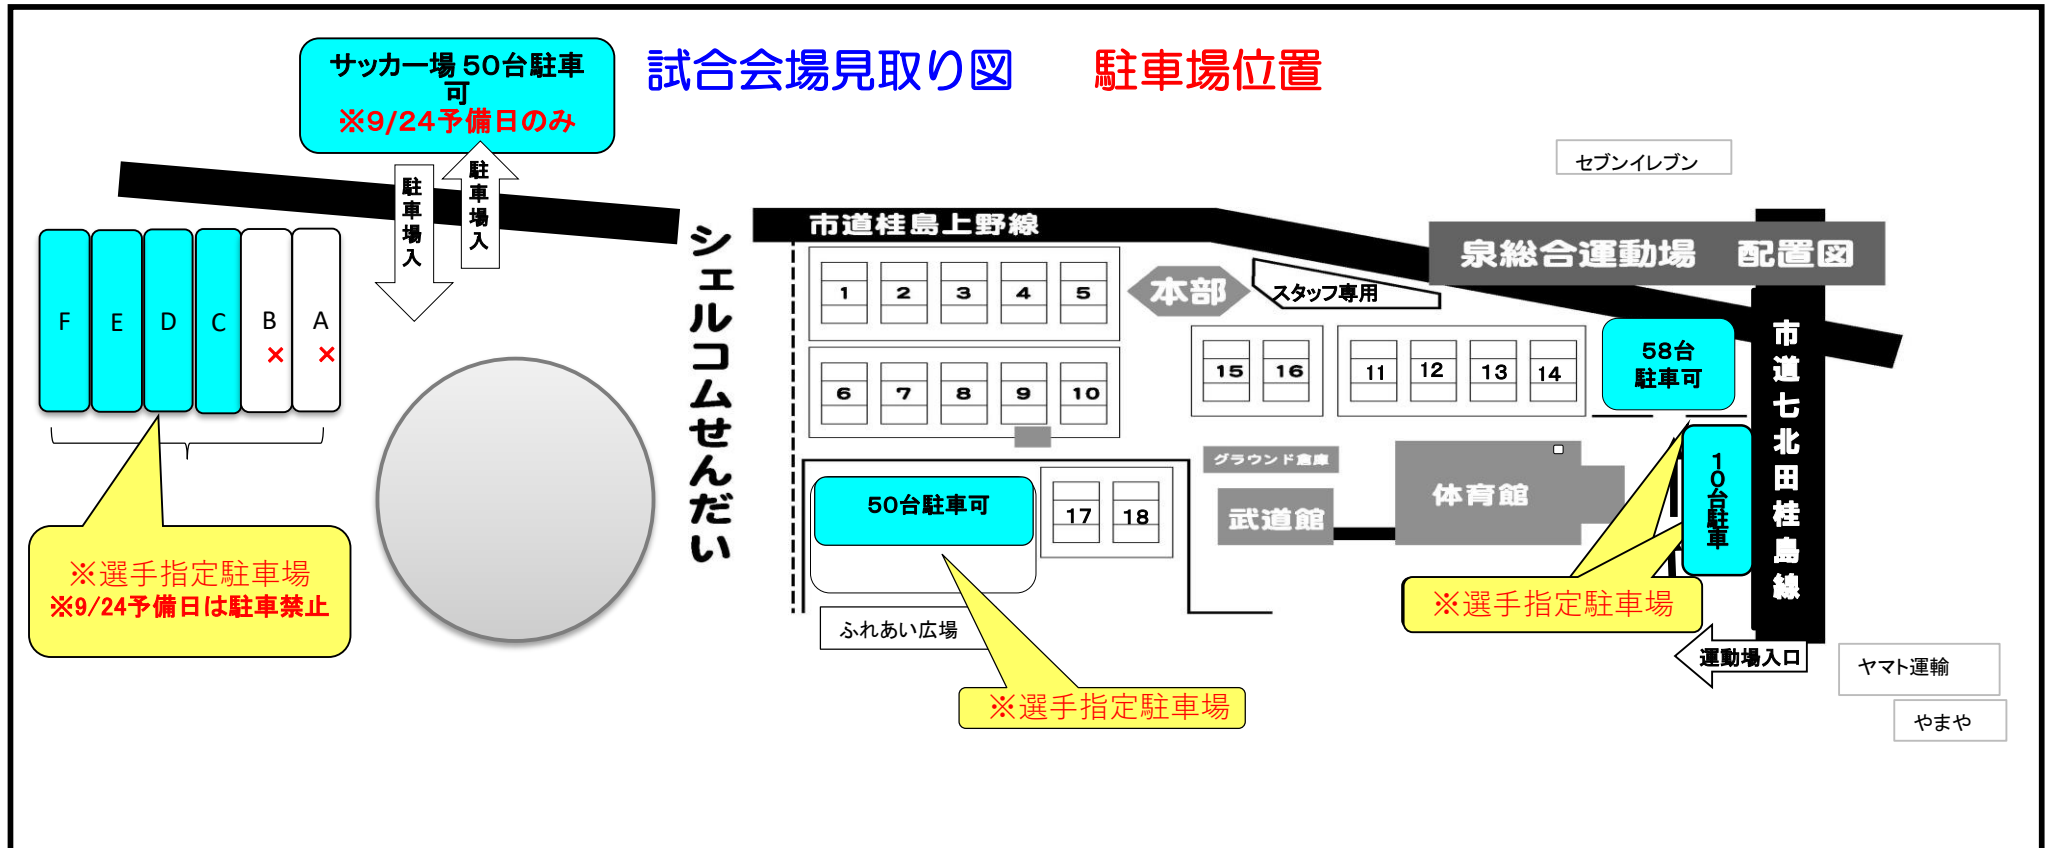 試合会場見取り図　駐車場位置
サッカー場 50台駐車
可
※9/24予備日のみ
駐車場入
駐車場入
セブンイレブン
市道桂島上野線
泉総合運動場　配置図
シェルコムせんだい
F E D C B A
× ×
1 2 3 4 5
本部
スタッフ専用
6 7 8 9 10
15 16 11 12 13 14
58台
駐車可
市道七北田桂島線
グラウンド倉庫
武道館
体育館
10台駐車
50台駐車可
17 18
※選手指定駐車場
※9/24予備日は駐車禁止
※選手指定駐車場
ふれあい広場
※選手指定駐車場
運動場入口
ヤマト運輸
やまや